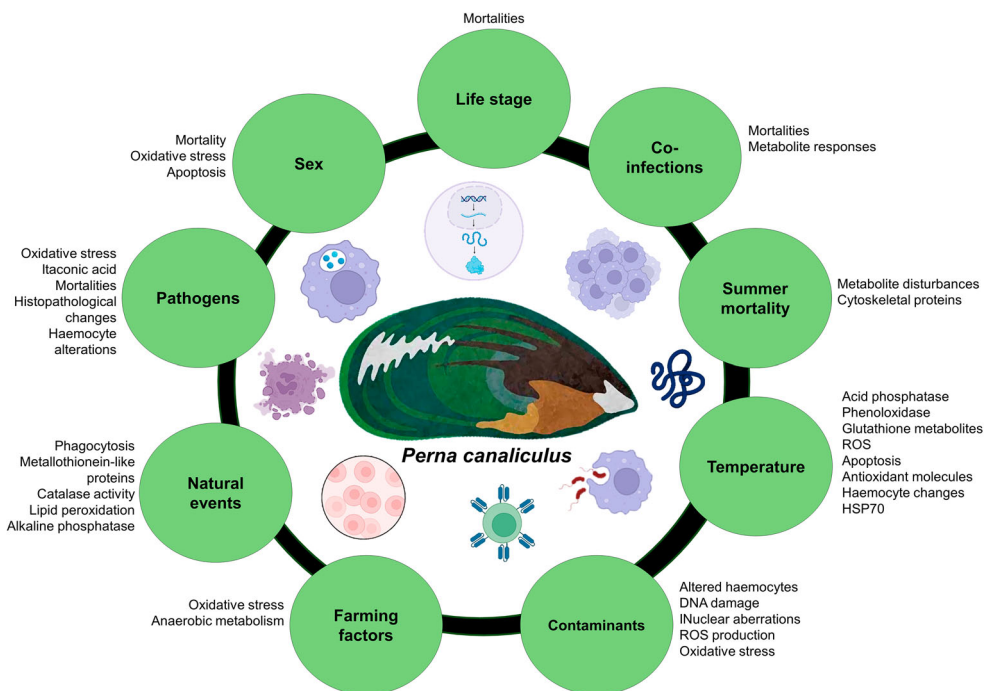 Mortalities
Life stage
Mortality
Oxidative stress
Apoptosis
Sex
Co-
infections
Mortalities
Metabolite responses
Oxidative stress
Itaconic acid
Mortalities
Histopathological
changes
Haemocyte
alterations
Pathogens
Summer
mortality
Metabolite disturbances
Cytoskeletal proteins
Perna canaliculus
Phagocytosis
Metallothionein-like
proteins
Catalase activity
Lipid peroxidation
Alkaline phosphatase
Natural
events
Temperature
Acid phosphatase
Phenoloxidase
Glutathione metabolites
ROS
Apoptosis
Antioxidant molecules
Haemocyte changes
HSP70
Oxidative stress
Anaerobic metabolism
Farming
factors
Contaminants
Altered haemocytes
DNA damage
INuclear aberrations
ROS production
Oxidative stress